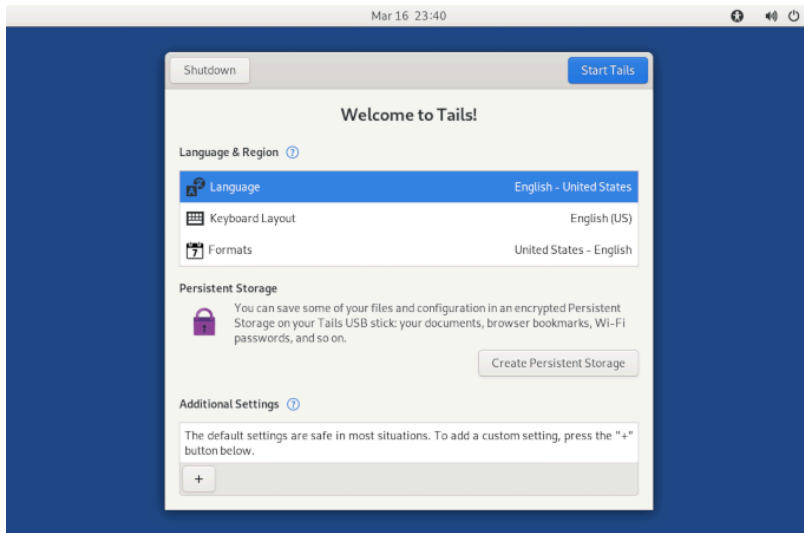 Mar 16 23:40
Shutdown
Start Tails
Welcome to Tails!
Language & Region ?
Language English - United States
Keyboard Layout English (US)
7 Formats United States - English
Persistent Storage
You can save some of your files and configuration in an encrypted Persistent
Storage on your Tails USB stick: your documents, browser bookmarks, Wi-Fi
passwords, and so on.
Create Persistent Storage
Additional Settings ?
The default settings are safe in most situations. To add a custom setting, press the "+"
button below.
+